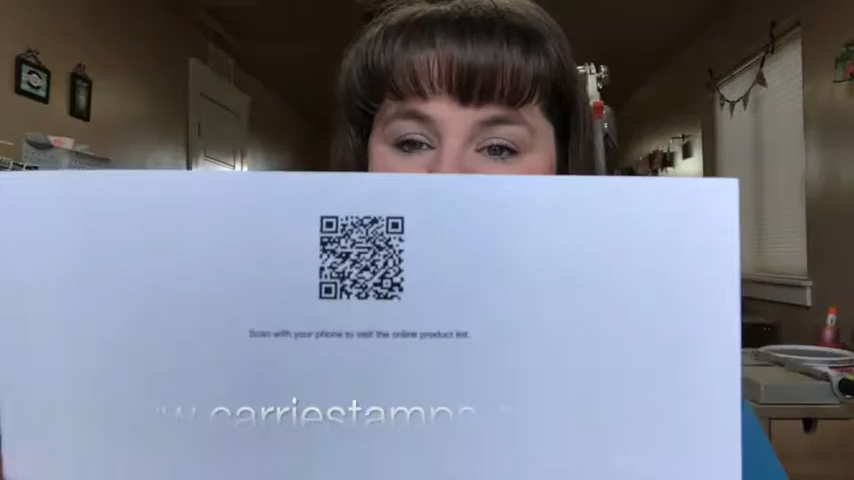 Scan with your phone to visit the online product list.
w.carriestamps.